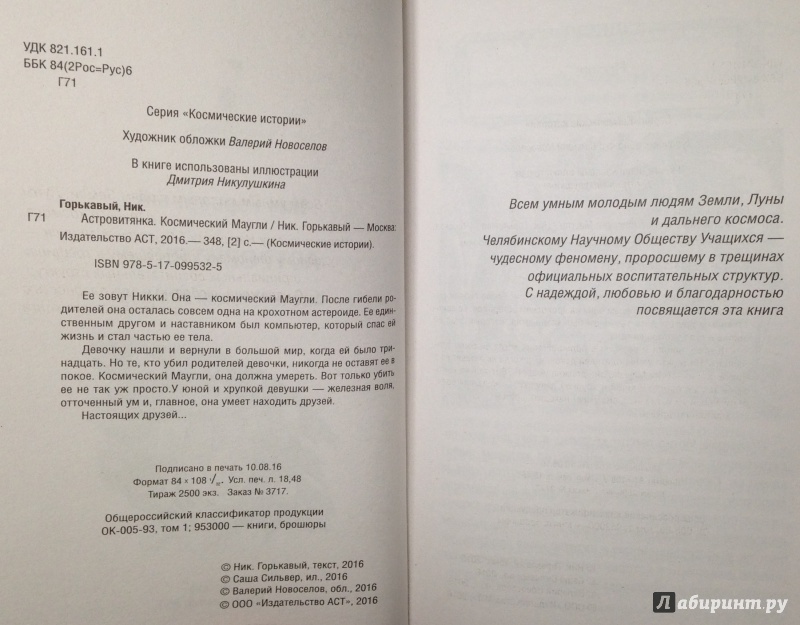 УДК 821.161.1
ББК 84(2Рос=Рус)6
Г71
Серия «Космические истории»
Художник обложки Валерий Новоселов
В книге использованы иллюстрации
Дмитрия Никулушкина
Горькавый, Ник.
Г71 Астровитянка. Космический Маугли / Ник. Горькавый — Москва:
Издательство АСТ, 2016.— 348, [2] с.— (Космические истории).
ISBN 978-5-17-099532-5
Ее зовут Никки. Она — космический Маугли. После гибели ро-
дителей она осталась совсем одна на крохотном астероиде. Ее един-
ственным другом и наставником был компьютер, который спас ей
жизнь и стал частью ее тела.
Девочку нашли и вернули в большой мир, когда ей было три-
надцать. Но те, кто убил родителей девочки, никогда не оставят ее в
покое. Космический Маугли, она должна умереть. Вот только убить
ее не так уж просто.У юной и хрупкой девушки — железная воля,
отточенный ум и, главное, она умеет находить друзей.
Настоящих друзей...
Подписано в печать 10.08.16
Формат 84 × 108 1/32. Усл. печ. л. 18,48
Тираж 2500 экз. Заказ № 3717.
Общероссийский классификатор продукции
ОК-005-93, том 1; 953000 — книги, брошюры
© Ник. Горькавый, текст, 2016
© Саша Сильвер, ил., 2016
© Валерий Новоселов, обл., 2016
© ООО «Издательство АСТ», 2016
Всем умным молодым людям Земли, Луны
и дальнего космоса.
Челябинскому Научному Обществу Учащихся —
чудесному феномену, проросшему в трещинах
официальных воспитательных структур.
С надеждой, любовью и благодарностью
посвящается эта книга
Лабиринт.ру